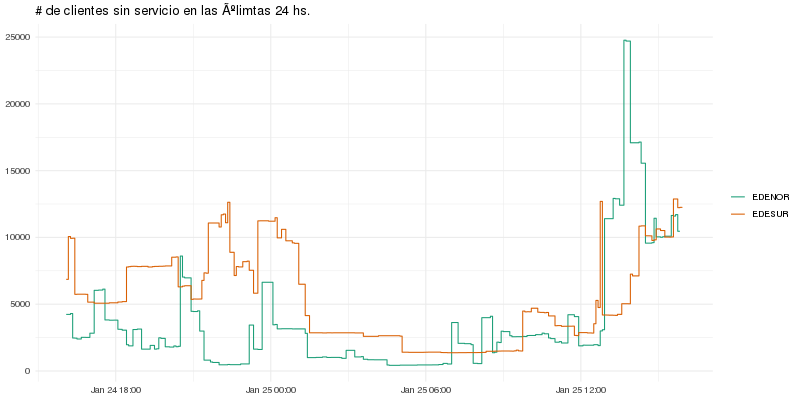 # de clientes sin servicio en las Ãºlimtas 24 hs.
25000
20000
15000
10000
5000
0
Jan 24 18:00
Jan 25 00:00
Jan 25 06:00
Jan 25 12:00
EDENOR
EDESUR